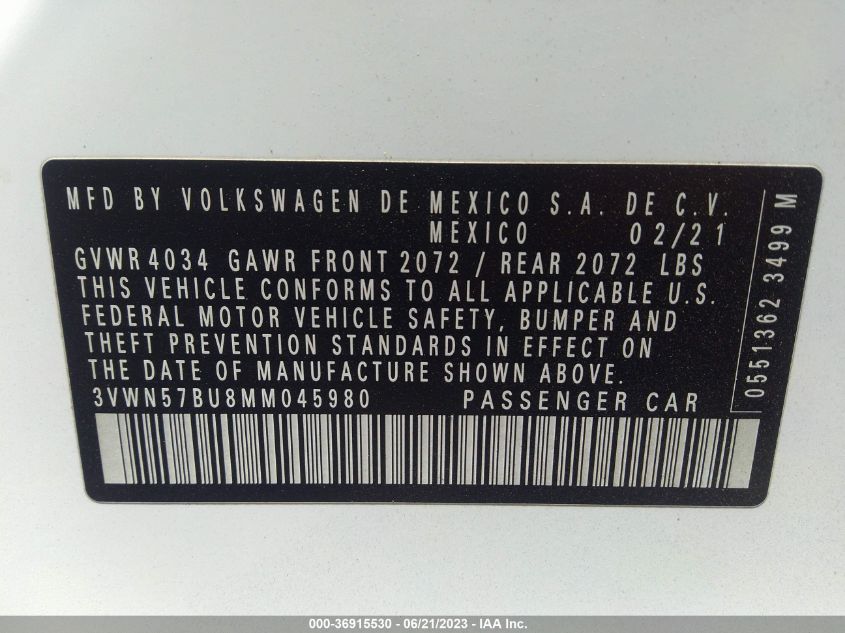 MFD BY VOLKSWAGEN DE MEXICO S.A. DE C.V.
MEXICO 02/21
GVWR 4034 GAWR FRONT 2072 / REAR 2072 LBS
THIS VEHICLE CONFORMS TO ALL APPLICABLE U.S.
FEDERAL MOTOR VEHICLE SAFETY, BUMPER AND
THEFT PREVENTION STANDARDS IN EFFECT ON
THE DATE OF MANUFACTURE SHOWN ABOVE.
3VWN57BU8MM045980 PASSENGER CAR
0551362 3499 M
000-36915530 - 06/21/2023 - IAA Inc.